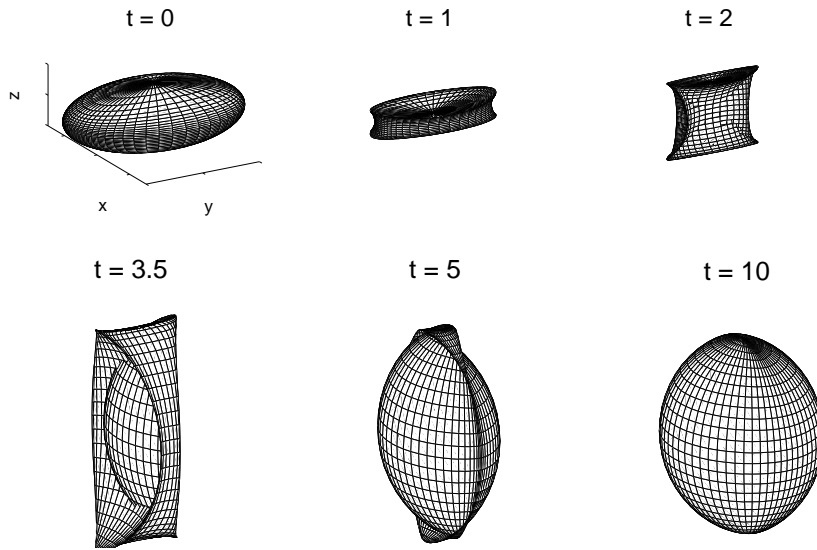 t = 0
t = 1
t = 2
z
x
y
t = 3.5
t = 5
t = 10